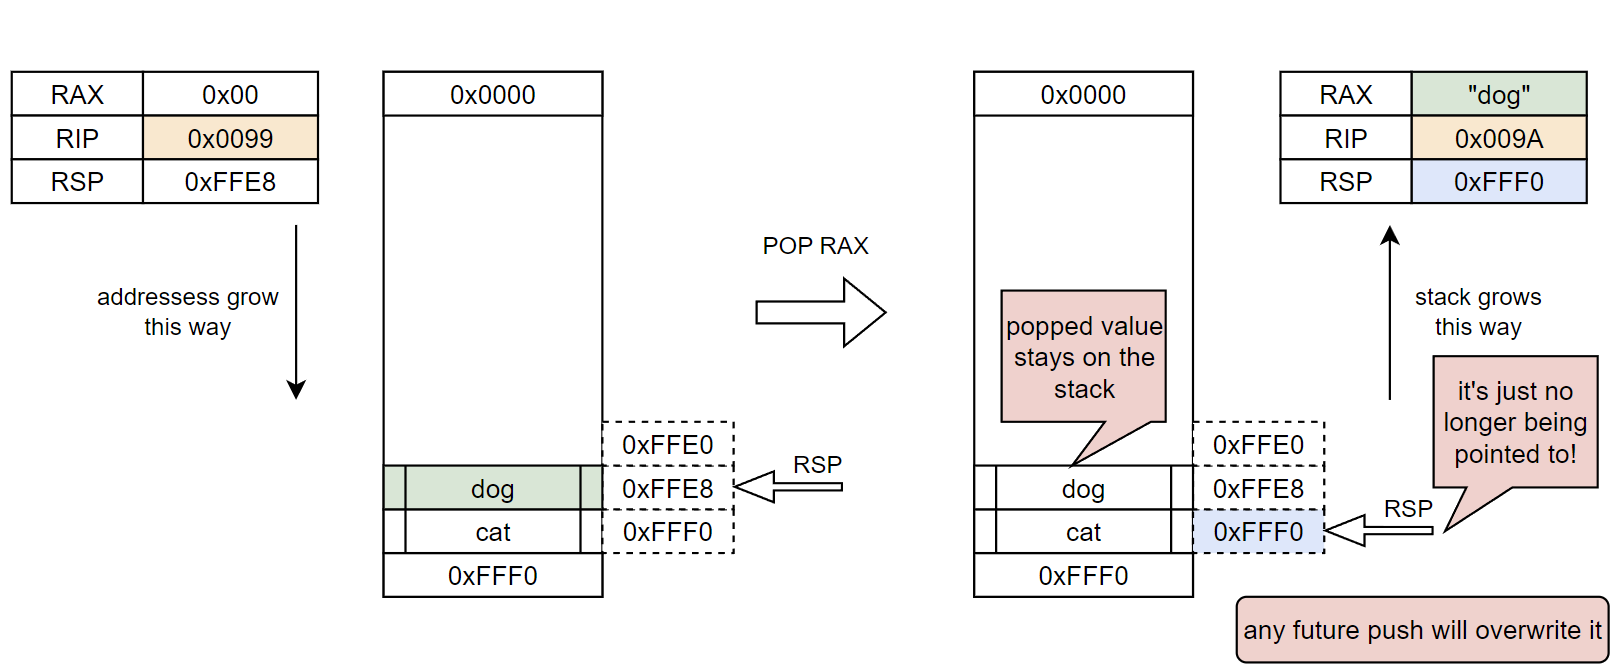 RAX 0x00
RIP 0x0099
RSP 0xFFE8
addressess grow
this way
0x0000
0xFFE0
dog 0xFFE8
cat 0xFFF0
0xFFF0
RSP
POP RAX
0x0000
popped value
stays on the
stack
0xFFE0
dog 0xFFE8
cat 0xFFF0
0xFFF0
RSP
RAX "dog"
RIP 0x009A
RSP 0xFFF0
stack grows
this way
it's just no
longer being
pointed to!
any future push will overwrite it